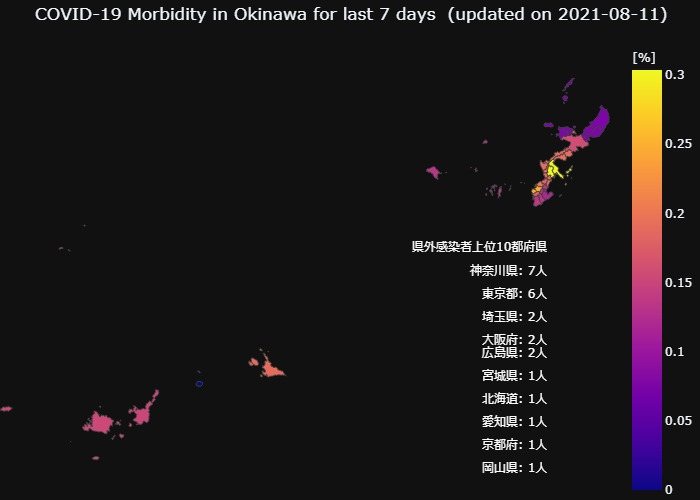 COVID-19 Morbidity in Okinawa for last 7 days (updated on 2021-08-11)
[%]
0.3
0.25
0.2
0.15
0.1
0.05
0
県外感染者上位10都府県
神奈川県: 7人
東京都: 6人
埼玉県: 2人
大阪府: 2人
広島県: 2人
宮城県: 1人
北海道: 1人
愛知県: 1人
京都府: 1人
岡山県: 1人